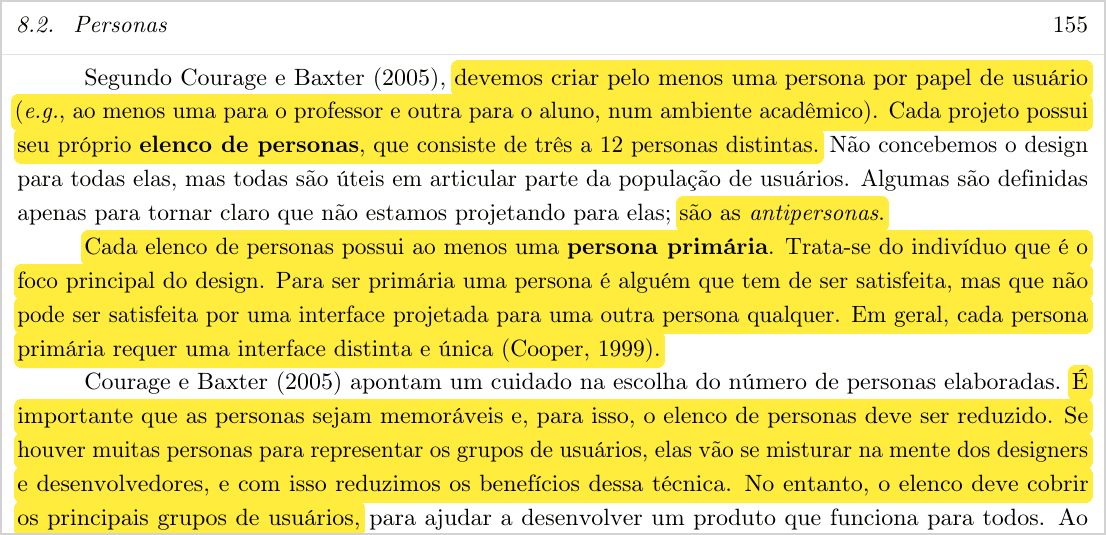 8.2. Personas 155
Segundo Courage e Baxter (2005), devemos criar pelo menos uma persona por papel de usuário
(e.g., ao menos uma para o professor e outra para o aluno, num ambiente acadêmico). Cada projeto possui
seu próprio elenco de personas, que consiste de três a 12 personas distintas. Não concebemos o design
para todas elas, mas todas são úteis em articular parte da população de usuários. Algumas são definidas
apenas para tornar claro que não estamos projetando para elas; são as antipersonas.
Cada elenco de personas possui ao menos uma persona primária. Trata-se do indivíduo que é o
foco principal do design. Para ser primária uma persona é alguém que tem de ser satisfeita, mas que não
pode ser satisfeita por uma interface projetada para uma outra persona qualquer. Em geral, cada persona
primária requer uma interface distinta e única (Cooper, 1999).
Courage e Baxter (2005) apontam um cuidado na escolha do número de personas elaboradas. É
importante que as personas sejam memoráveis e, para isso, o elenco de personas deve ser reduzido. Se
houver muitas personas para representar os grupos de usuários, elas vão se misturar na mente dos designers
e desenvolvedores, e com isso reduzimos os benefícios dessa técnica. No entanto, o elenco deve cobrir
os principais grupos de usuários, para ajudar a desenvolver um produto que funciona para todos. Ao